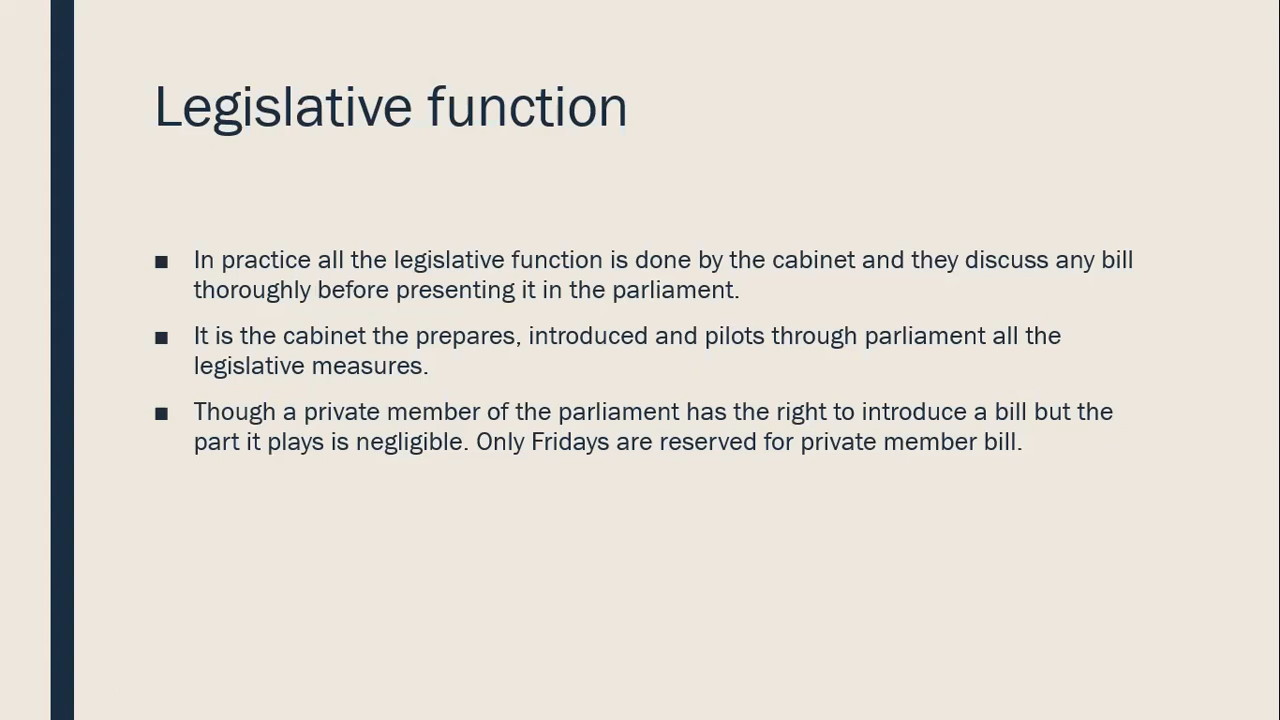 Legislative function
■ In practice all the legislative function is done by the cabinet and they discuss any bill
thoroughly before presenting it in the parliament.
■ It is the cabinet the prepares, introduced and pilots through parliament all the
legislative measures.
■ Though a private member of the parliament has the right to introduce a bill but the
part it plays is negligible. Only Fridays are reserved for private member bill.